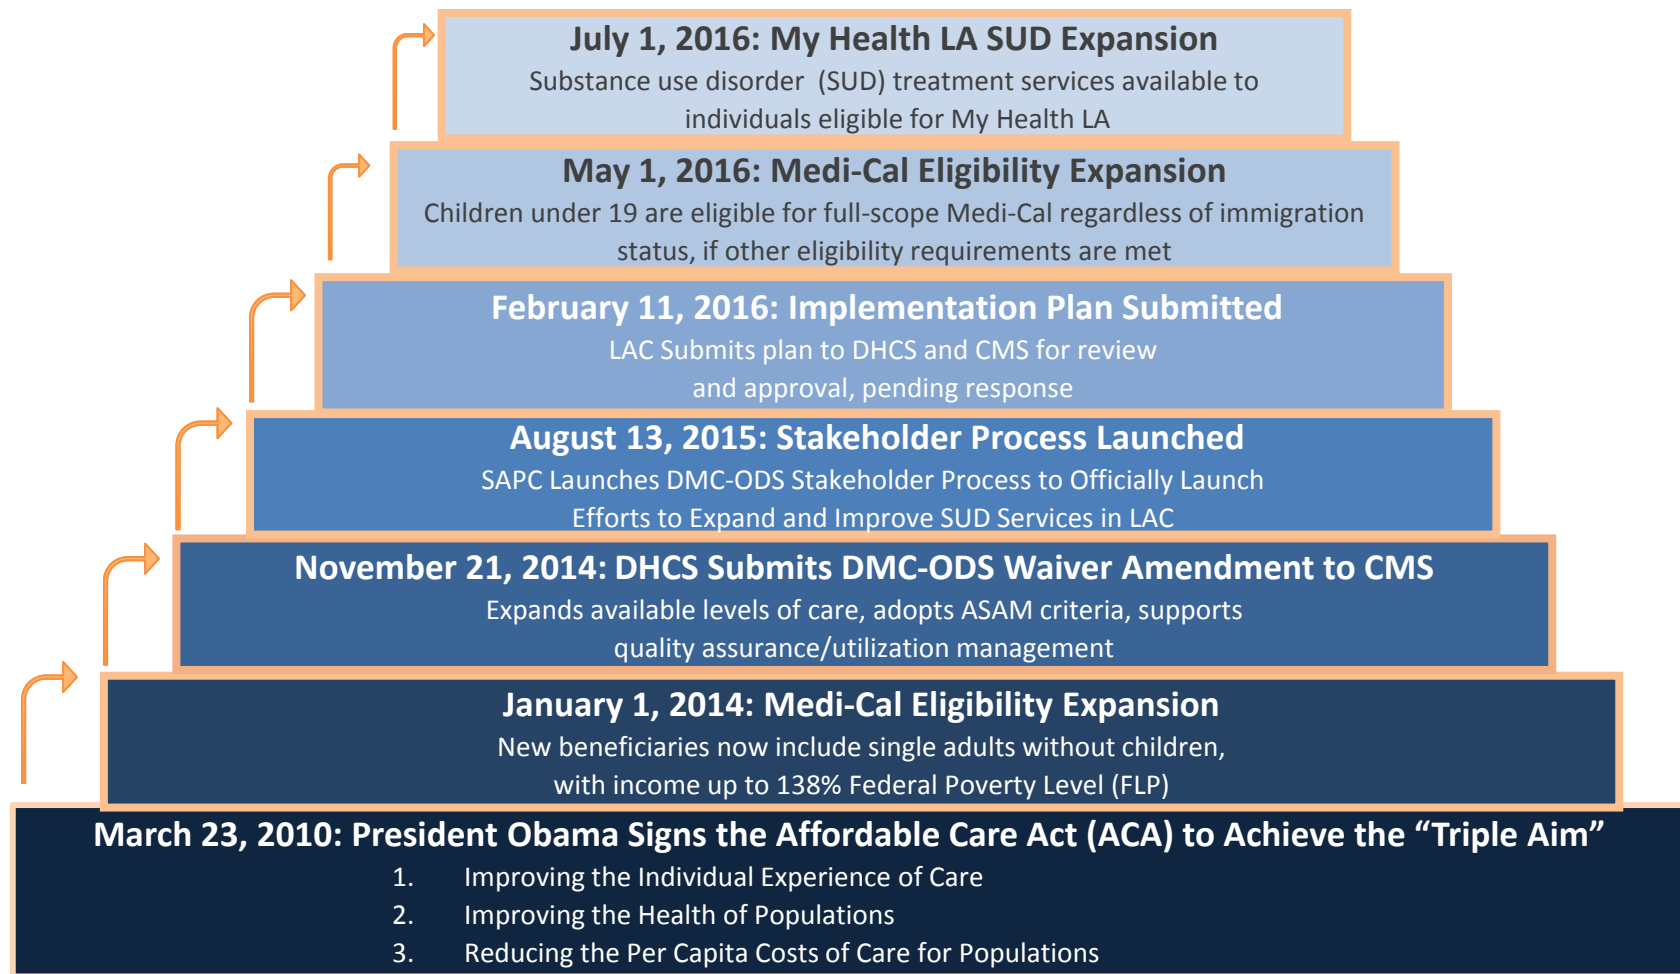 July 1, 2016: My Health LA SUD Expansion
Substance use disorder (SUD) treatment services available to
individuals eligible for My Health LA
May 1, 2016: Medi-Cal Eligibility Expansion
Children under 19 are eligible for full-scope Medi-Cal regardless of immigration
status, if other eligibility requirements are met
February 11, 2016: Implementation Plan Submitted
LAC Submits plan to DHCS and CMS for review
and approval, pending response
August 13, 2015: Stakeholder Process Launched
SAPC Launches DMC-ODS Stakeholder Process to Officially Launch
Efforts to Expand and Improve SUD Services in LAC
November 21, 2014: DHCS Submits DMC-ODS Waiver Amendment to CMS
Expands available levels of care, adopts ASAM criteria, supports
quality assurance/utilization management
January 1, 2014: Medi-Cal Eligibility Expansion
New beneficiaries now include single adults without children,
with income up to 138% Federal Poverty Level (FLP)
March 23, 2010: President Obama Signs the Affordable Care Act (ACA) to Achieve the “Triple Aim”
1. Improving the Individual Experience of Care
2. Improving the Health of Populations
3. Reducing the Per Capita Costs of Care for Populations